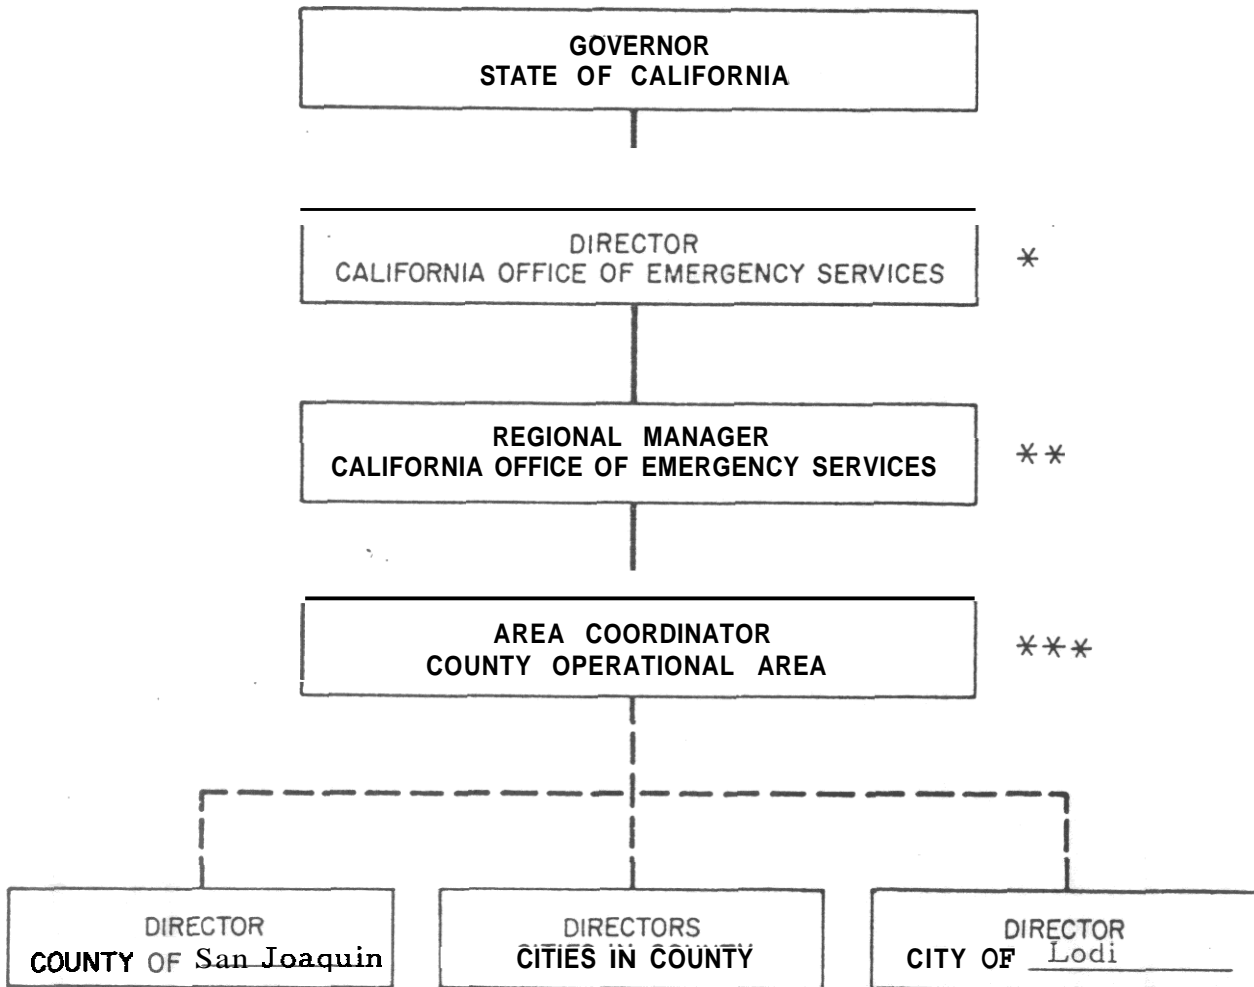 GOVERNOR
STATE OF CALIFORNIA
DIRECTOR
CALIFORNIA OFFICE OF EMERGENCY SERVICES
*
REGIONAL MANAGER
CALIFORNIA OFFICE OF EMERGENCY SERVICES
**
AREA COORDINATOR
COUNTY OPERATIONAL AREA
***
DIRECTOR
COUNTY OF San Joaquin
DIRECTORS
CITIES IN COUNTY
DIRECTOR
CITY OF Lodi